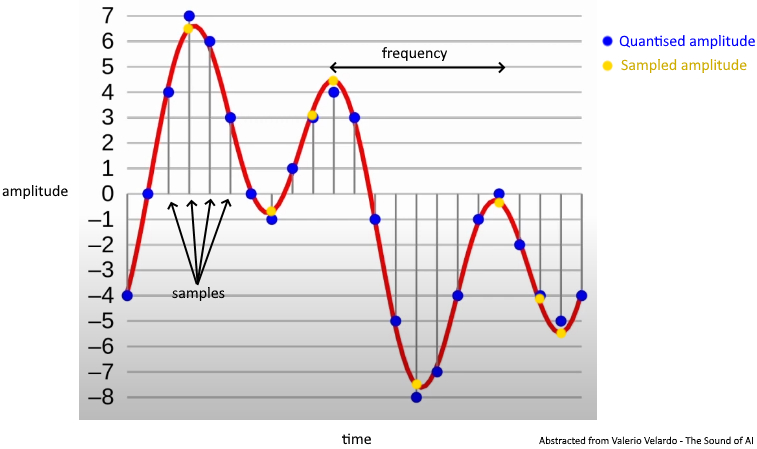 7
6
5
4
3
2
1
0
–1
–2
–3
–4
–5
–6
–7
–8
amplitude
frequency
samples
Quantised amplitude
Sampled amplitude
time
Abstracted from Valerio Velardo - The Sound of AI